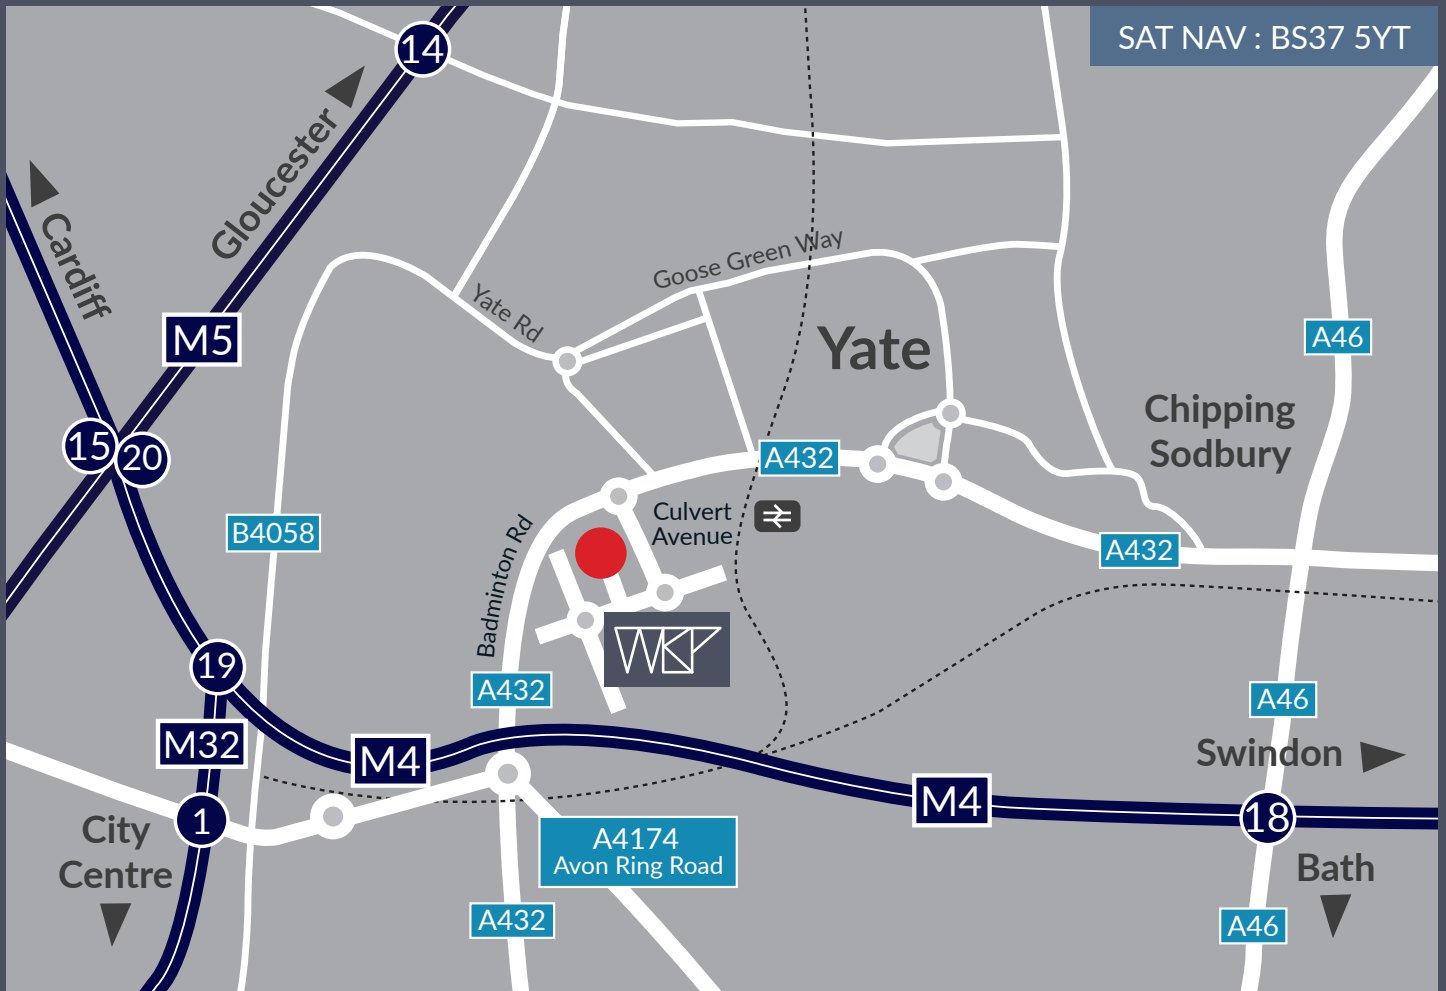 SAT NAV : BS37 5YT
14
Gloucester
Cardiff
M5
Goose Green Way
Yate Rd
Yate
A46
Chipping
Sodbury
15
20
A432
B4058
Culvert
Avenue
Badminton Rd
A432
WKP
19
A432
A46
M32
M4
Swindon
M4
18
1
City
Centre
A4174
Avon Ring Road
Bath
A432
A46